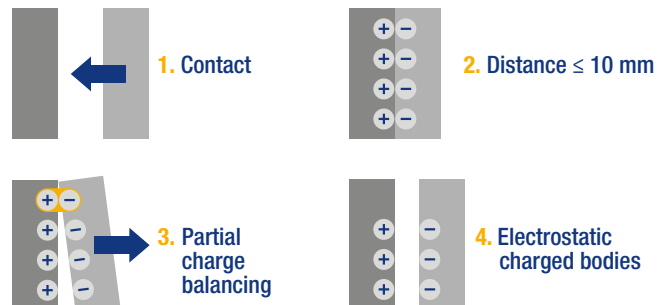 1. Contact
2. Distance ≤ 10 mm
+ −
+ −
+ −
+ −
3. Partial
charge
balancing
+ −
+ −
+ −
+ −
4. Electrostatic
charged bodies
+ −
+ −
+ −